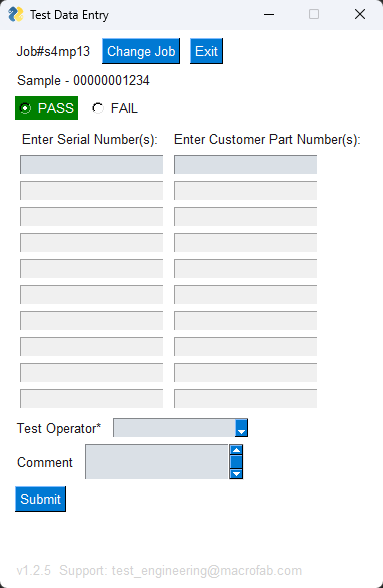 Test Data Entry
Job#s4mp13 Change Job Exit
Sample - 00000001234
PASS FAIL
Enter Serial Number(s): Enter Customer Part Number(s):
Test Operator*
Comment
Submit
v1.2.5 Support: test_engineering@macrofab.com